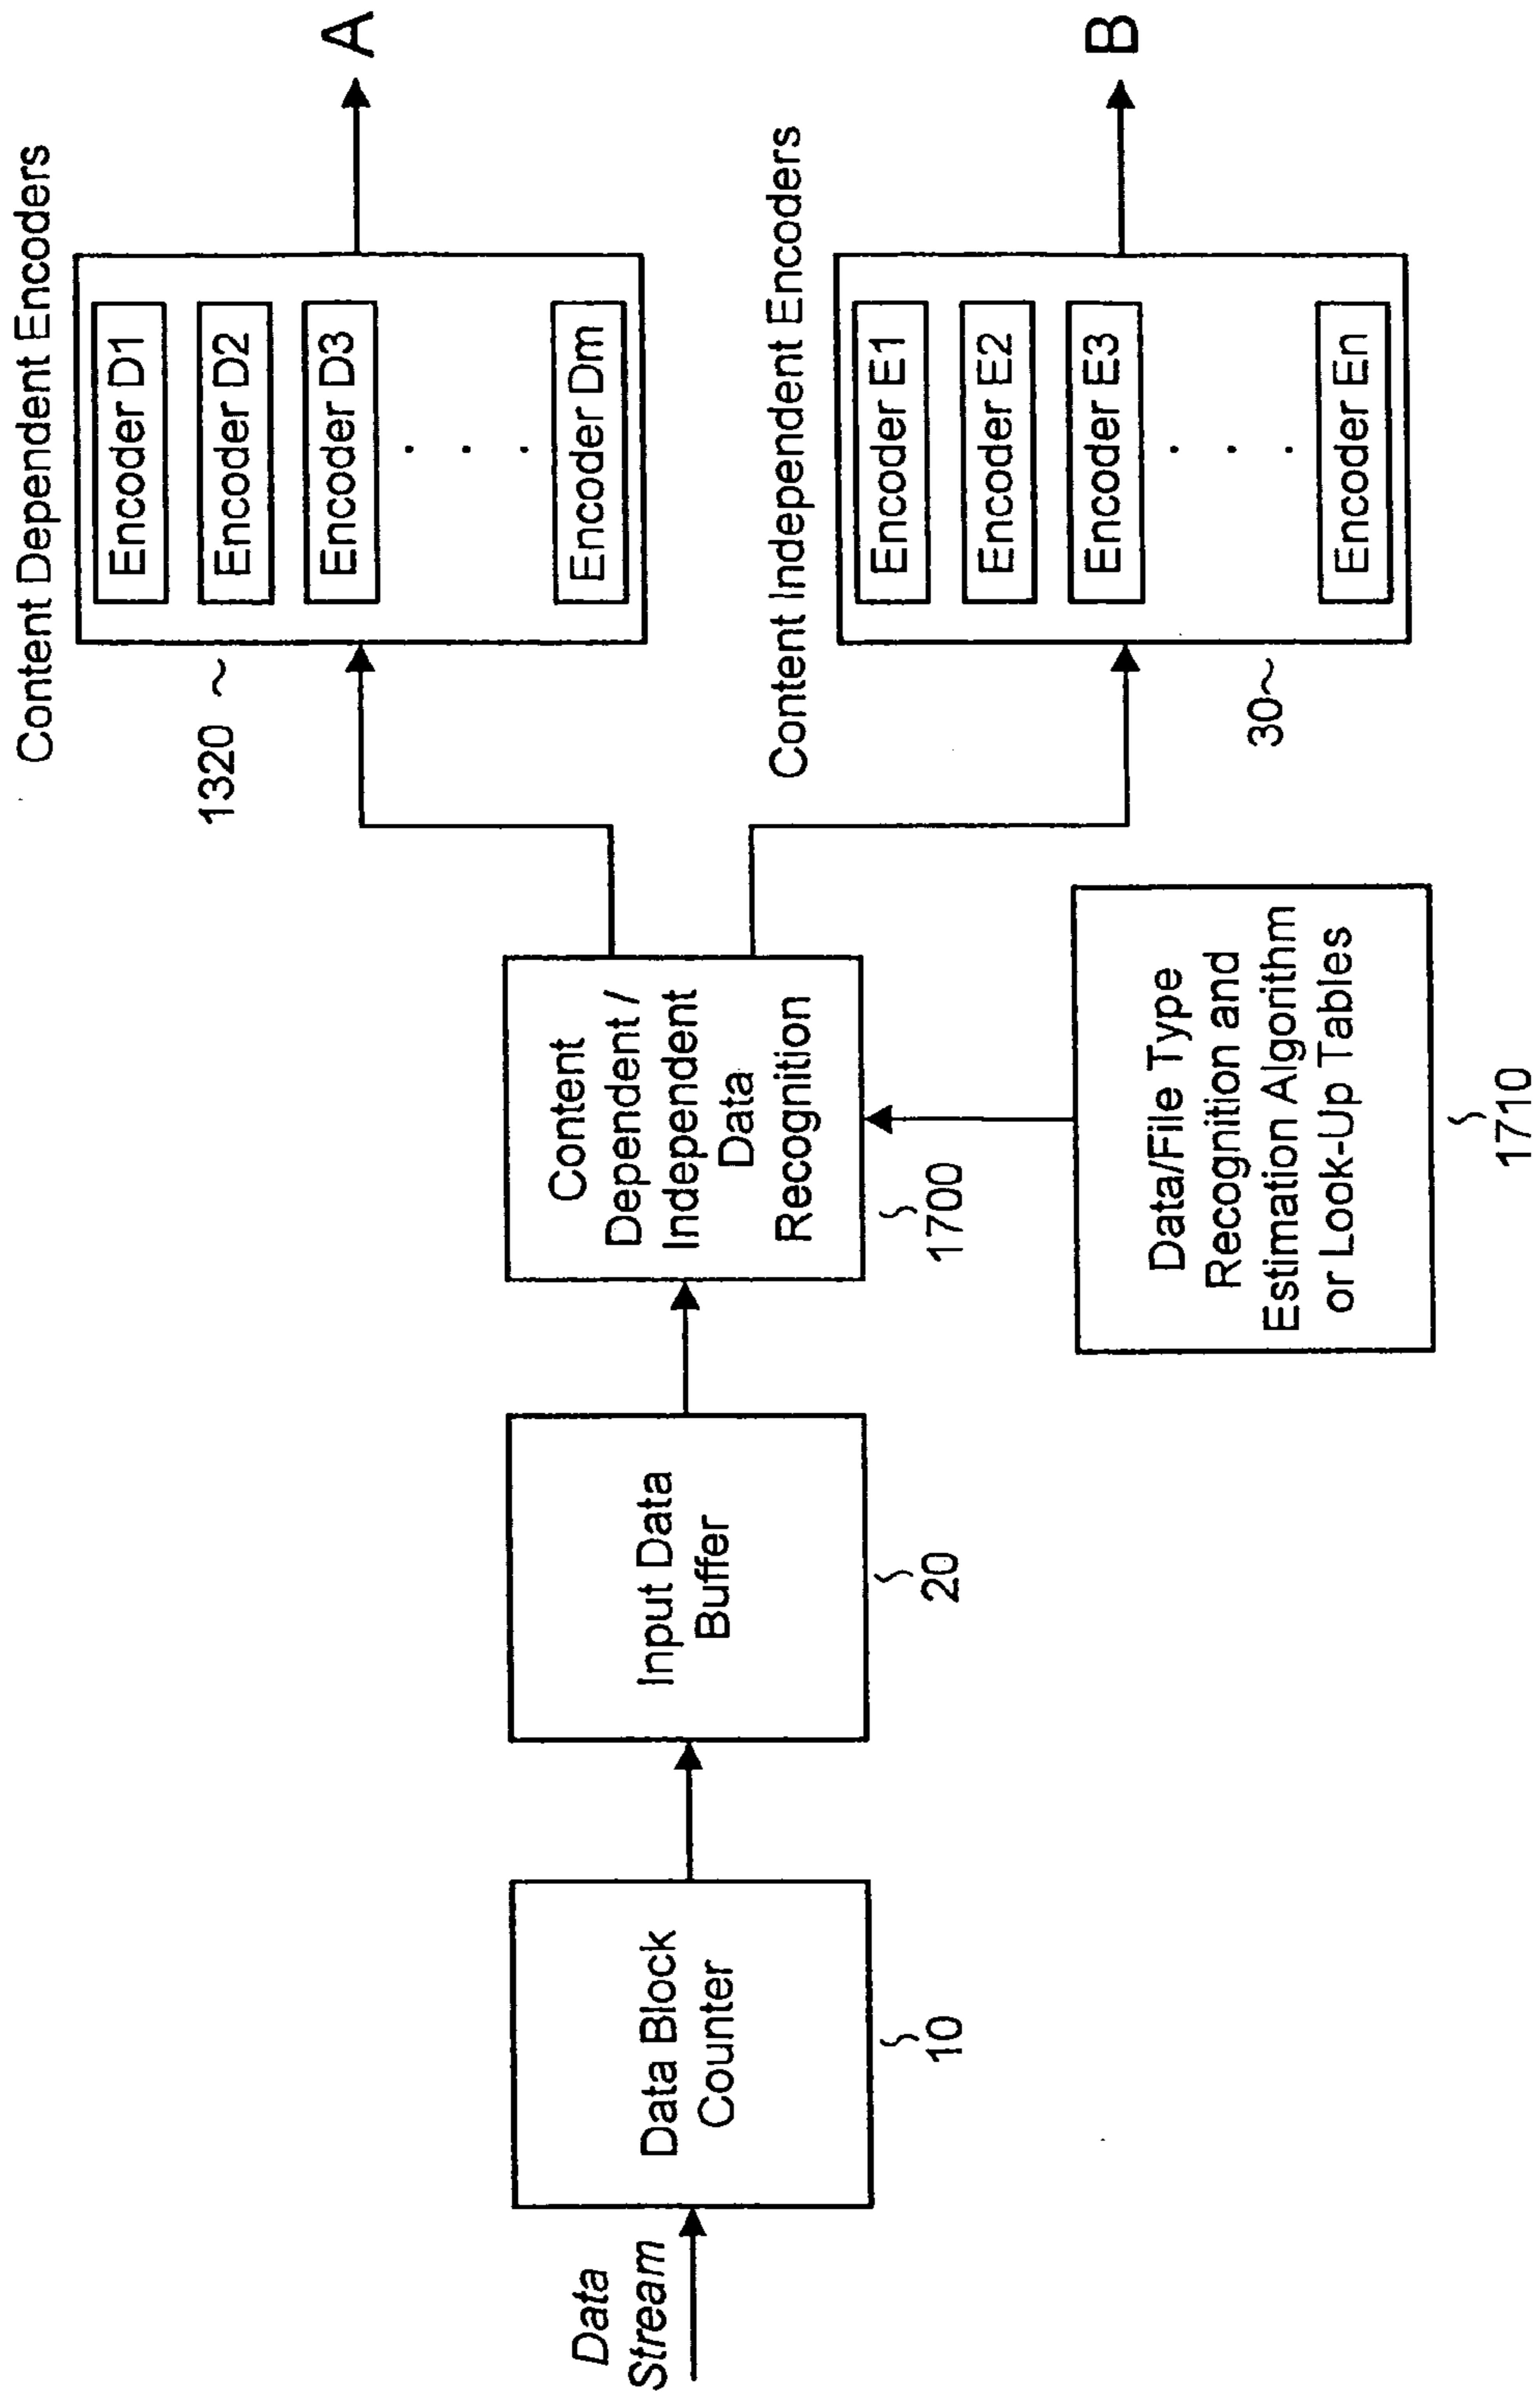 Data
Stream
Data Block
Counter
10
Input Data
Buffer
20
Content
Dependent /
Independent
Data
Recognition
1700
Data/File Type
Recognition and
Estimation Algorithm
or Look-Up Tables
1710
Content Dependent Encoders
1320
Encoder D1
Encoder D2
Encoder D3
. . .
Encoder Dm
A
Content Independent Encoders
30
Encoder E1
Encoder E2
Encoder E3
. . .
Encoder En
B